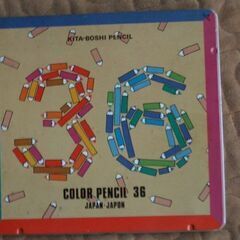 KITA-BOSHI PENCIL
36
COLOR PENCIL 36
JAPAN JAPON